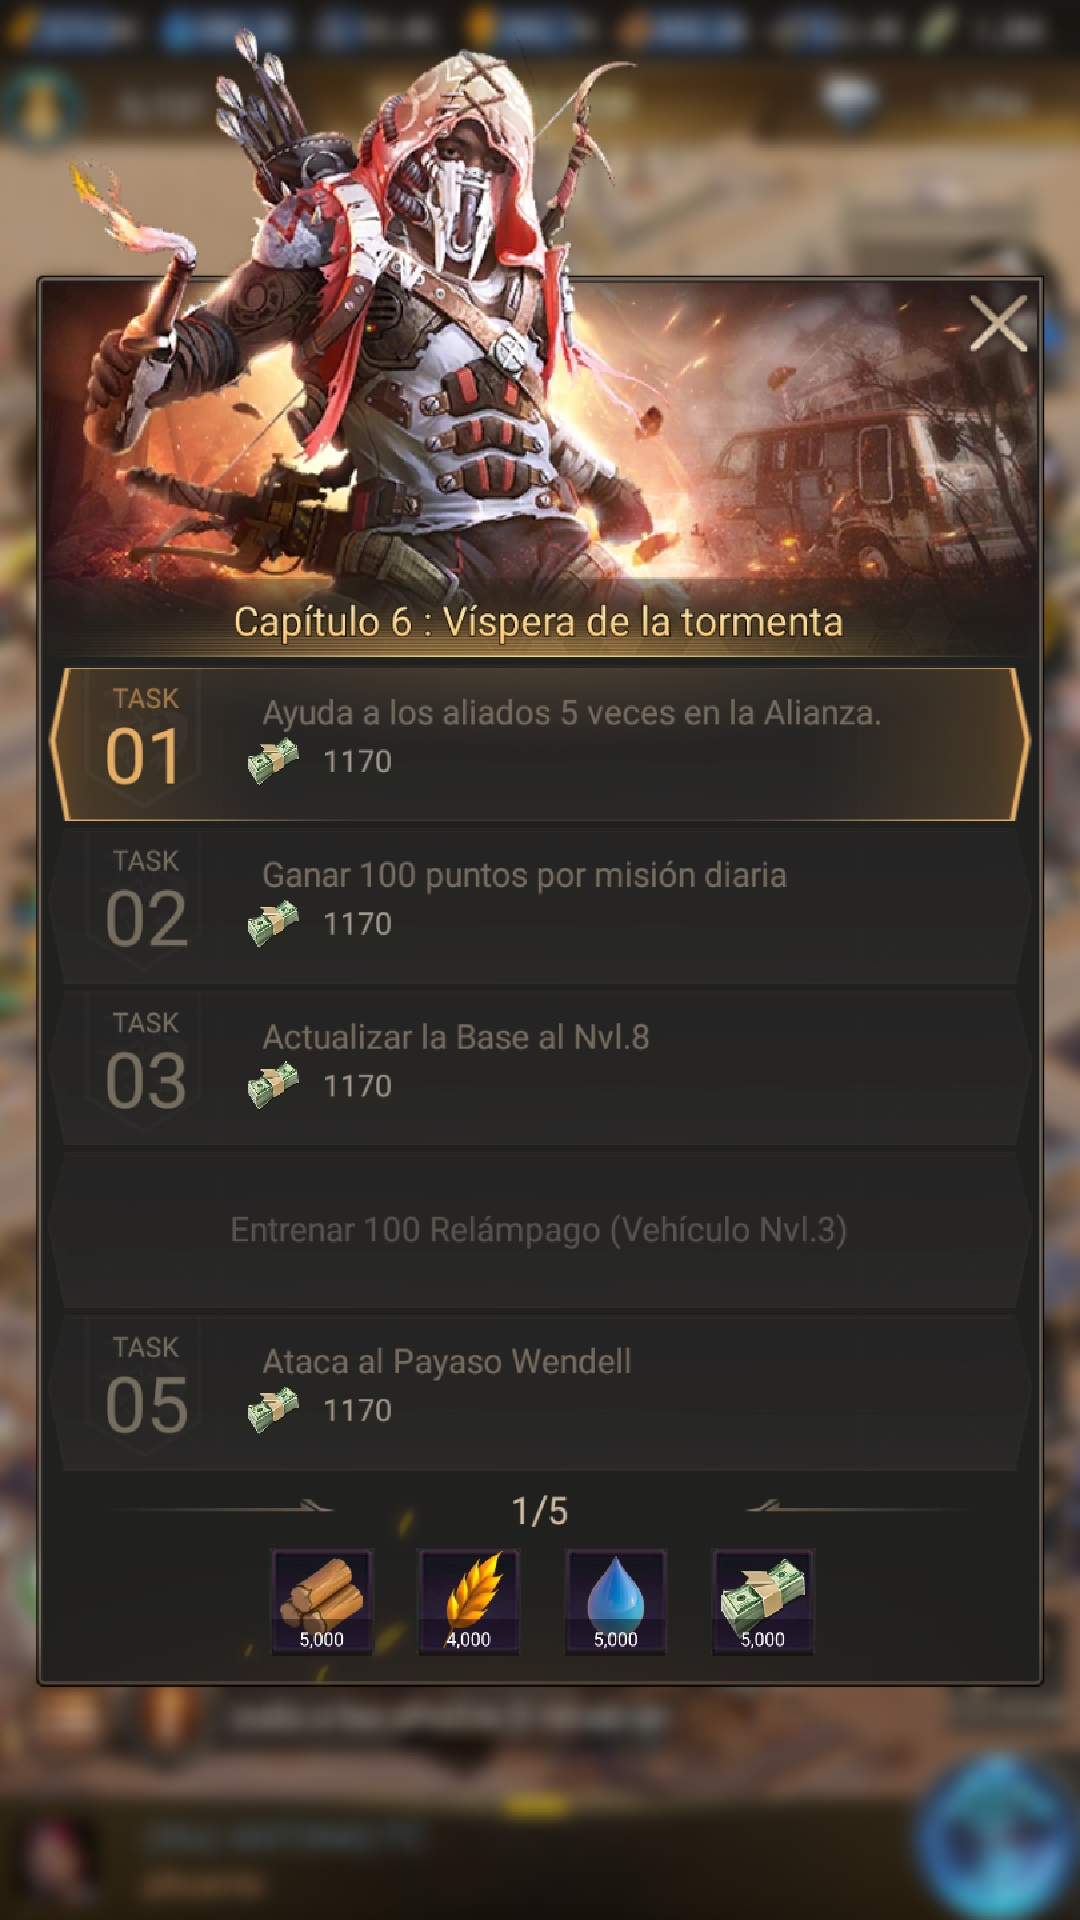 Capítulo 6 : Víspera de la tormenta
TASK
01
Ayuda a los aliados 5 veces en la Alianza.
1170
TASK
02
Ganar 100 puntos por misión diaria
1170
TASK
03
Actualizar la Base al Nvl.8
1170
Entrenar 100 Relámpago (Vehículo Nvl.3)
TASK
05
Ataca al Payaso Wendell
1170
1/5
5,000
4,000
5,000
5,000